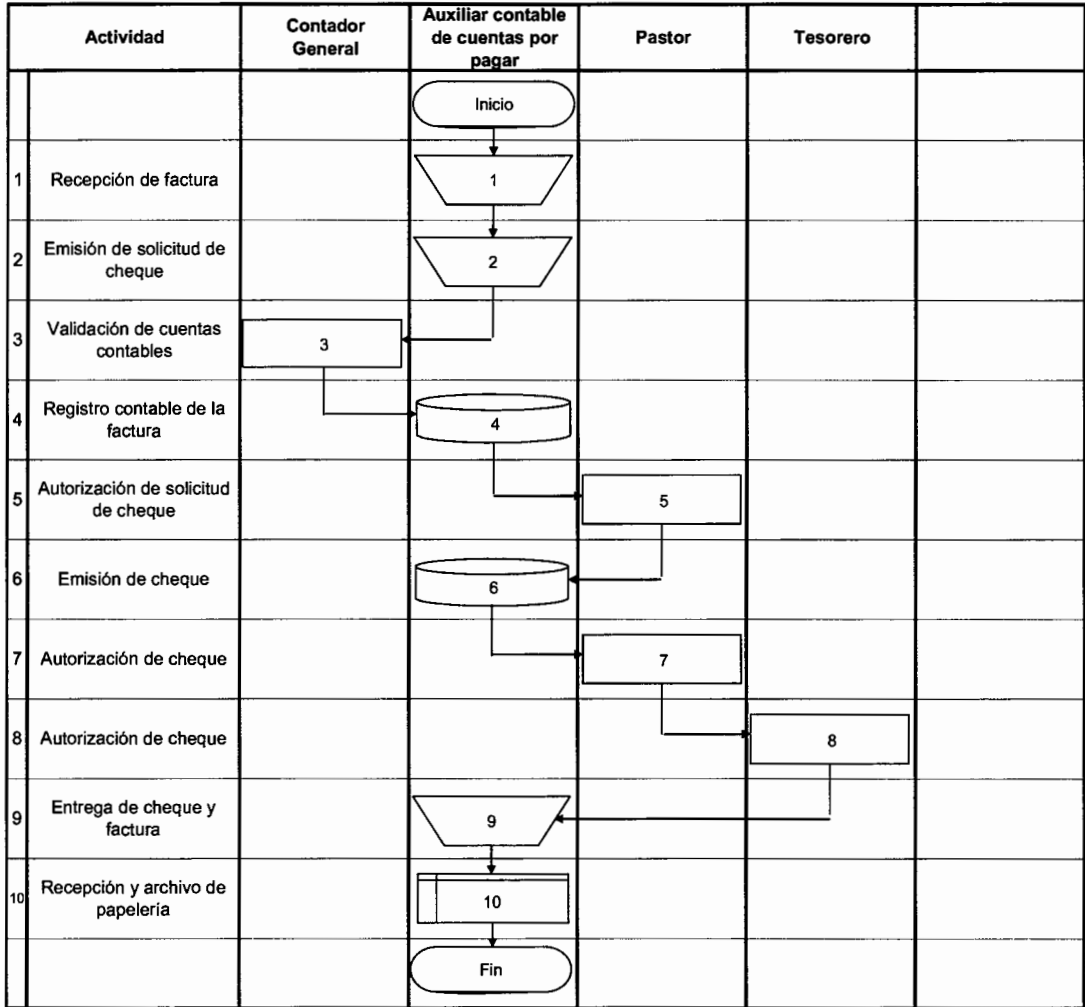 Actividad
Contador
General
Auxiliar contable
de cuentas por
pagar
Pastor
Tesorero
Inicio
1
Recepción de factura
1
2
Emisión de solicitud de
cheque
2
3
Validación de cuentas
contables
3
4
Registro contable de la
factura
4
5
Autorización de solicitud
de cheque
5
6
Emisión de cheque
6
7
Autorización de cheque
7
8
Autorización de cheque
8
9
Entrega de cheque y
factura
9
10
Recepción y archivo de
papelería
10
Fin